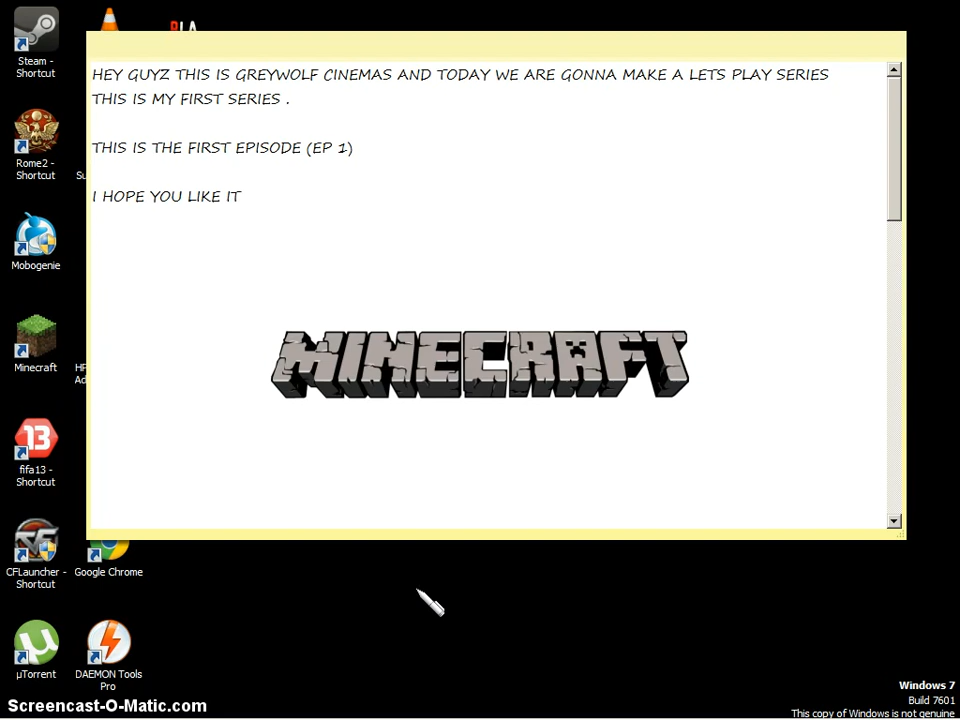 Steam -
Shortcut
HEY GUYZ THIS IS GREYWOLF CINEMAS AND TODAY WE ARE GONNA MAKE A LETS PLAY SERIES
THIS IS MY FIRST SERIES .
THIS IS THE FIRST EPISODE (EP 1)
I HOPE YOU LIKE IT
Rome2 -
Shortcut
Mobogenie
MINECRAFT
Minecraft
13
fifa13 -
Shortcut
CF
CFLauncher -
Shortcut
Google Chrome
µTorrent
DAEMON Tools
Pro
Windows 7
Build 7601
This copy of Windows is not genuine
Screencast-O-Matic.com